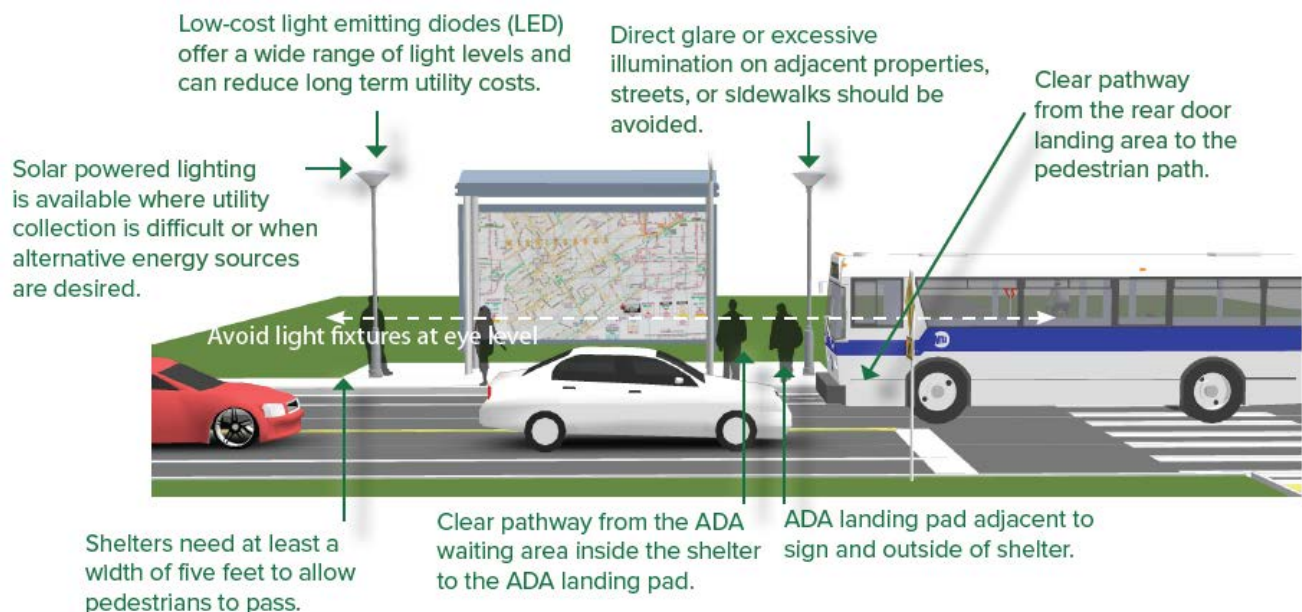 Low-cost light emitting diodes (LED)
offer a wide range of light levels and
can reduce long term utility costs.
Direct glare or excessive
illumination on adjacent properties,
streets, or sidewalks should be
avoided.
Clear pathway
from the rear door
landing area to the
pedestrian path.
Solar powered lighting
is available where utility
collection is difficult or when
alternative energy sources
are desired.
Avoid light fixtures at eye level
Shelters need at least a
width of five feet to allow
pedestrians to pass.
Clear pathway from the ADA
waiting area inside the shelter
to the ADA landing pad.
ADA landing pad adjacent to
sign and outside of shelter.